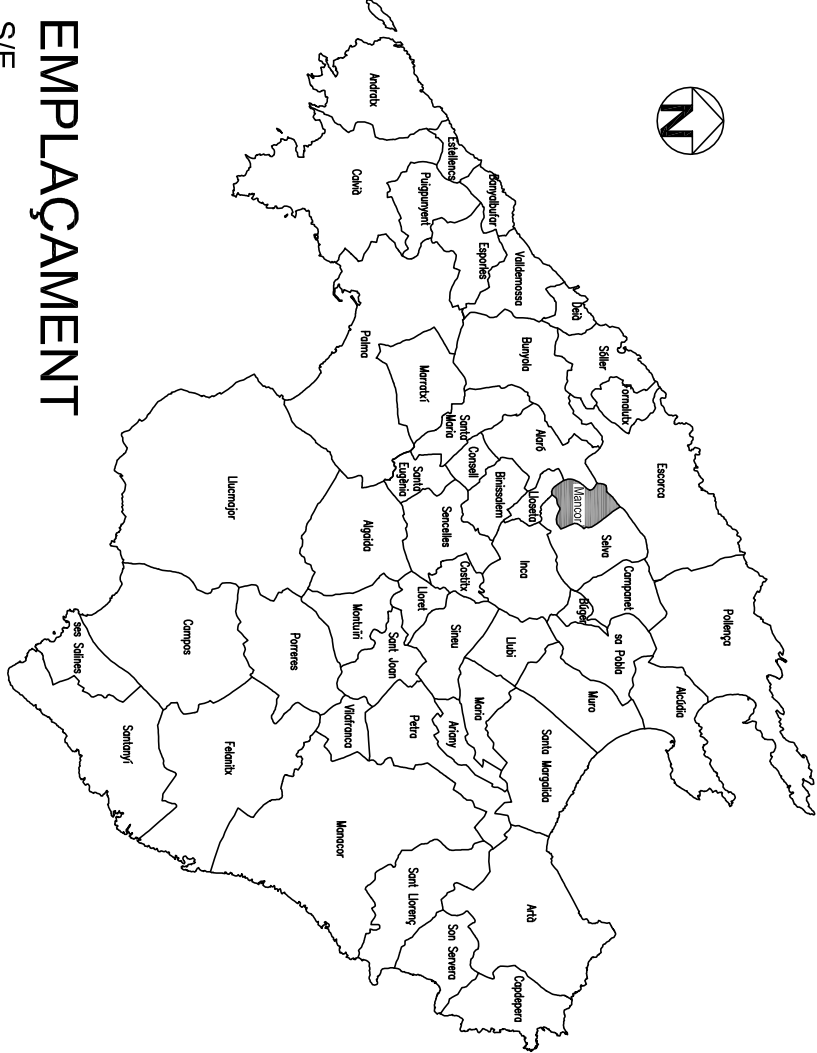 EMPLAÇAMENT
S/E
N
Andratx
Calvià
Estellencs
Puigpunyent
Banyalbufar
Esporles
Valldemossa
Deià
Sóller
Fornalutx
Bunyola
Palma
Marratxí
Santa
Maria
Alaró
Consell
Santa
Eugènia
Binissalem
Lloseta
Mancor
Escorca
Selva
Inca
Campanet
Búger
Pollença
sa Pobla
Alcúdia
Muro
Llubi
Sencelles
Costitx
Lloret
Sineu
Algaida
Llucmajor
Montuïri
Sant Joan
Porreres
Campos
ses Salines
Santanyí
Felanitx
Vilafranca
Petra
Ariany
Maria
Santa Margalida
Manacor
Sant Llorenç
Artà
Son Servera
Capdepera